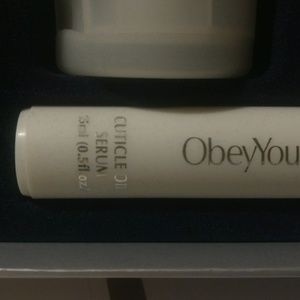 CUTICLE OIL
SERUM
15ml (0.5fl.oz/
ObeyYou